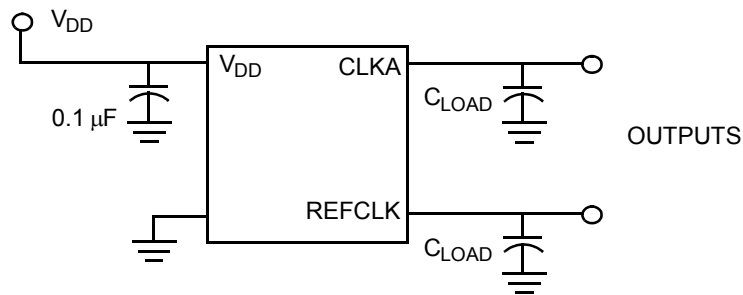 VDD
VDD
CLKA
0.1 μF
CLOAD
OUTPUTS
REFCLK
CLOAD